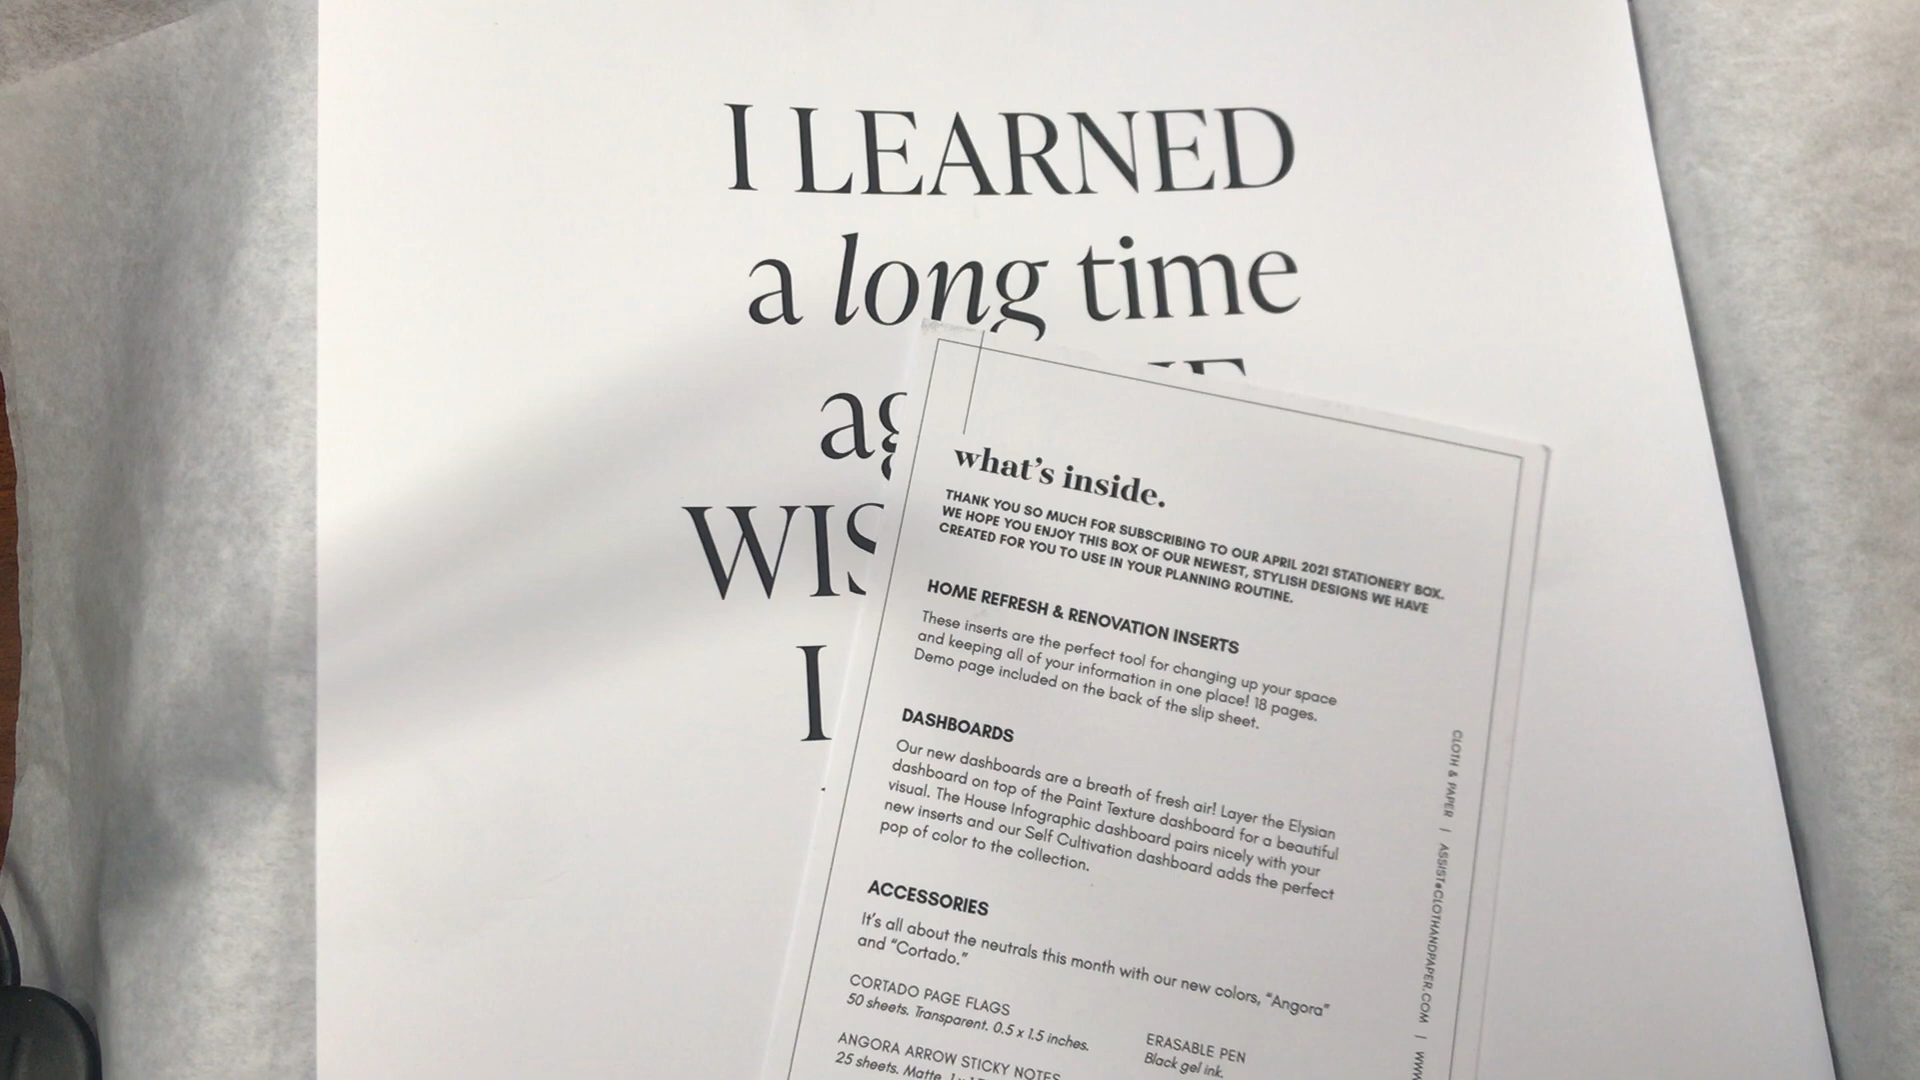 I LEARNED
a long time
WIS
I
what's inside.
THANK YOU SO MUCH FOR SUBSCRIBING TO OUR APRIL 2021 STATIONERY BOX.
WE HOPE YOU ENJOY THIS BOX OF OUR NEWEST, STYLISH DESIGNS WE HAVE
CREATED FOR YOU TO USE IN YOUR PLANNING ROUTINE.
HOME REFRESH & RENOVATION INSERTS
These inserts are the perfect tool for changing up your space
and keeping all of your information in one place! 18 pages.
Demo page included on the back of the slip sheet.
DASHBOARDS
Our new dashboards are a breath of fresh air! Layer the Elysian
dashboard on top of the Paint Texture dashboard for a beautiful
visual. The House Infographic dashboard pairs nicely with your
new inserts and our Self Cultivation dashboard adds the perfect
pop of color to the collection.
ACCESSORIES
It's all about the neutrals this month with our new colors, "Angora"
and "Cortado."
CORTADO PAGE FLAGS
50 sheets. Transparent. 0.5 x 1.5 inches.
ANGORA ARROW STICKY NOTES
25 sheets. Matte.
ERASABLE PEN
Black gel ink.
CLOTH & PAPER | ASSIST@CLOTHANDPAPER.COM | WWW